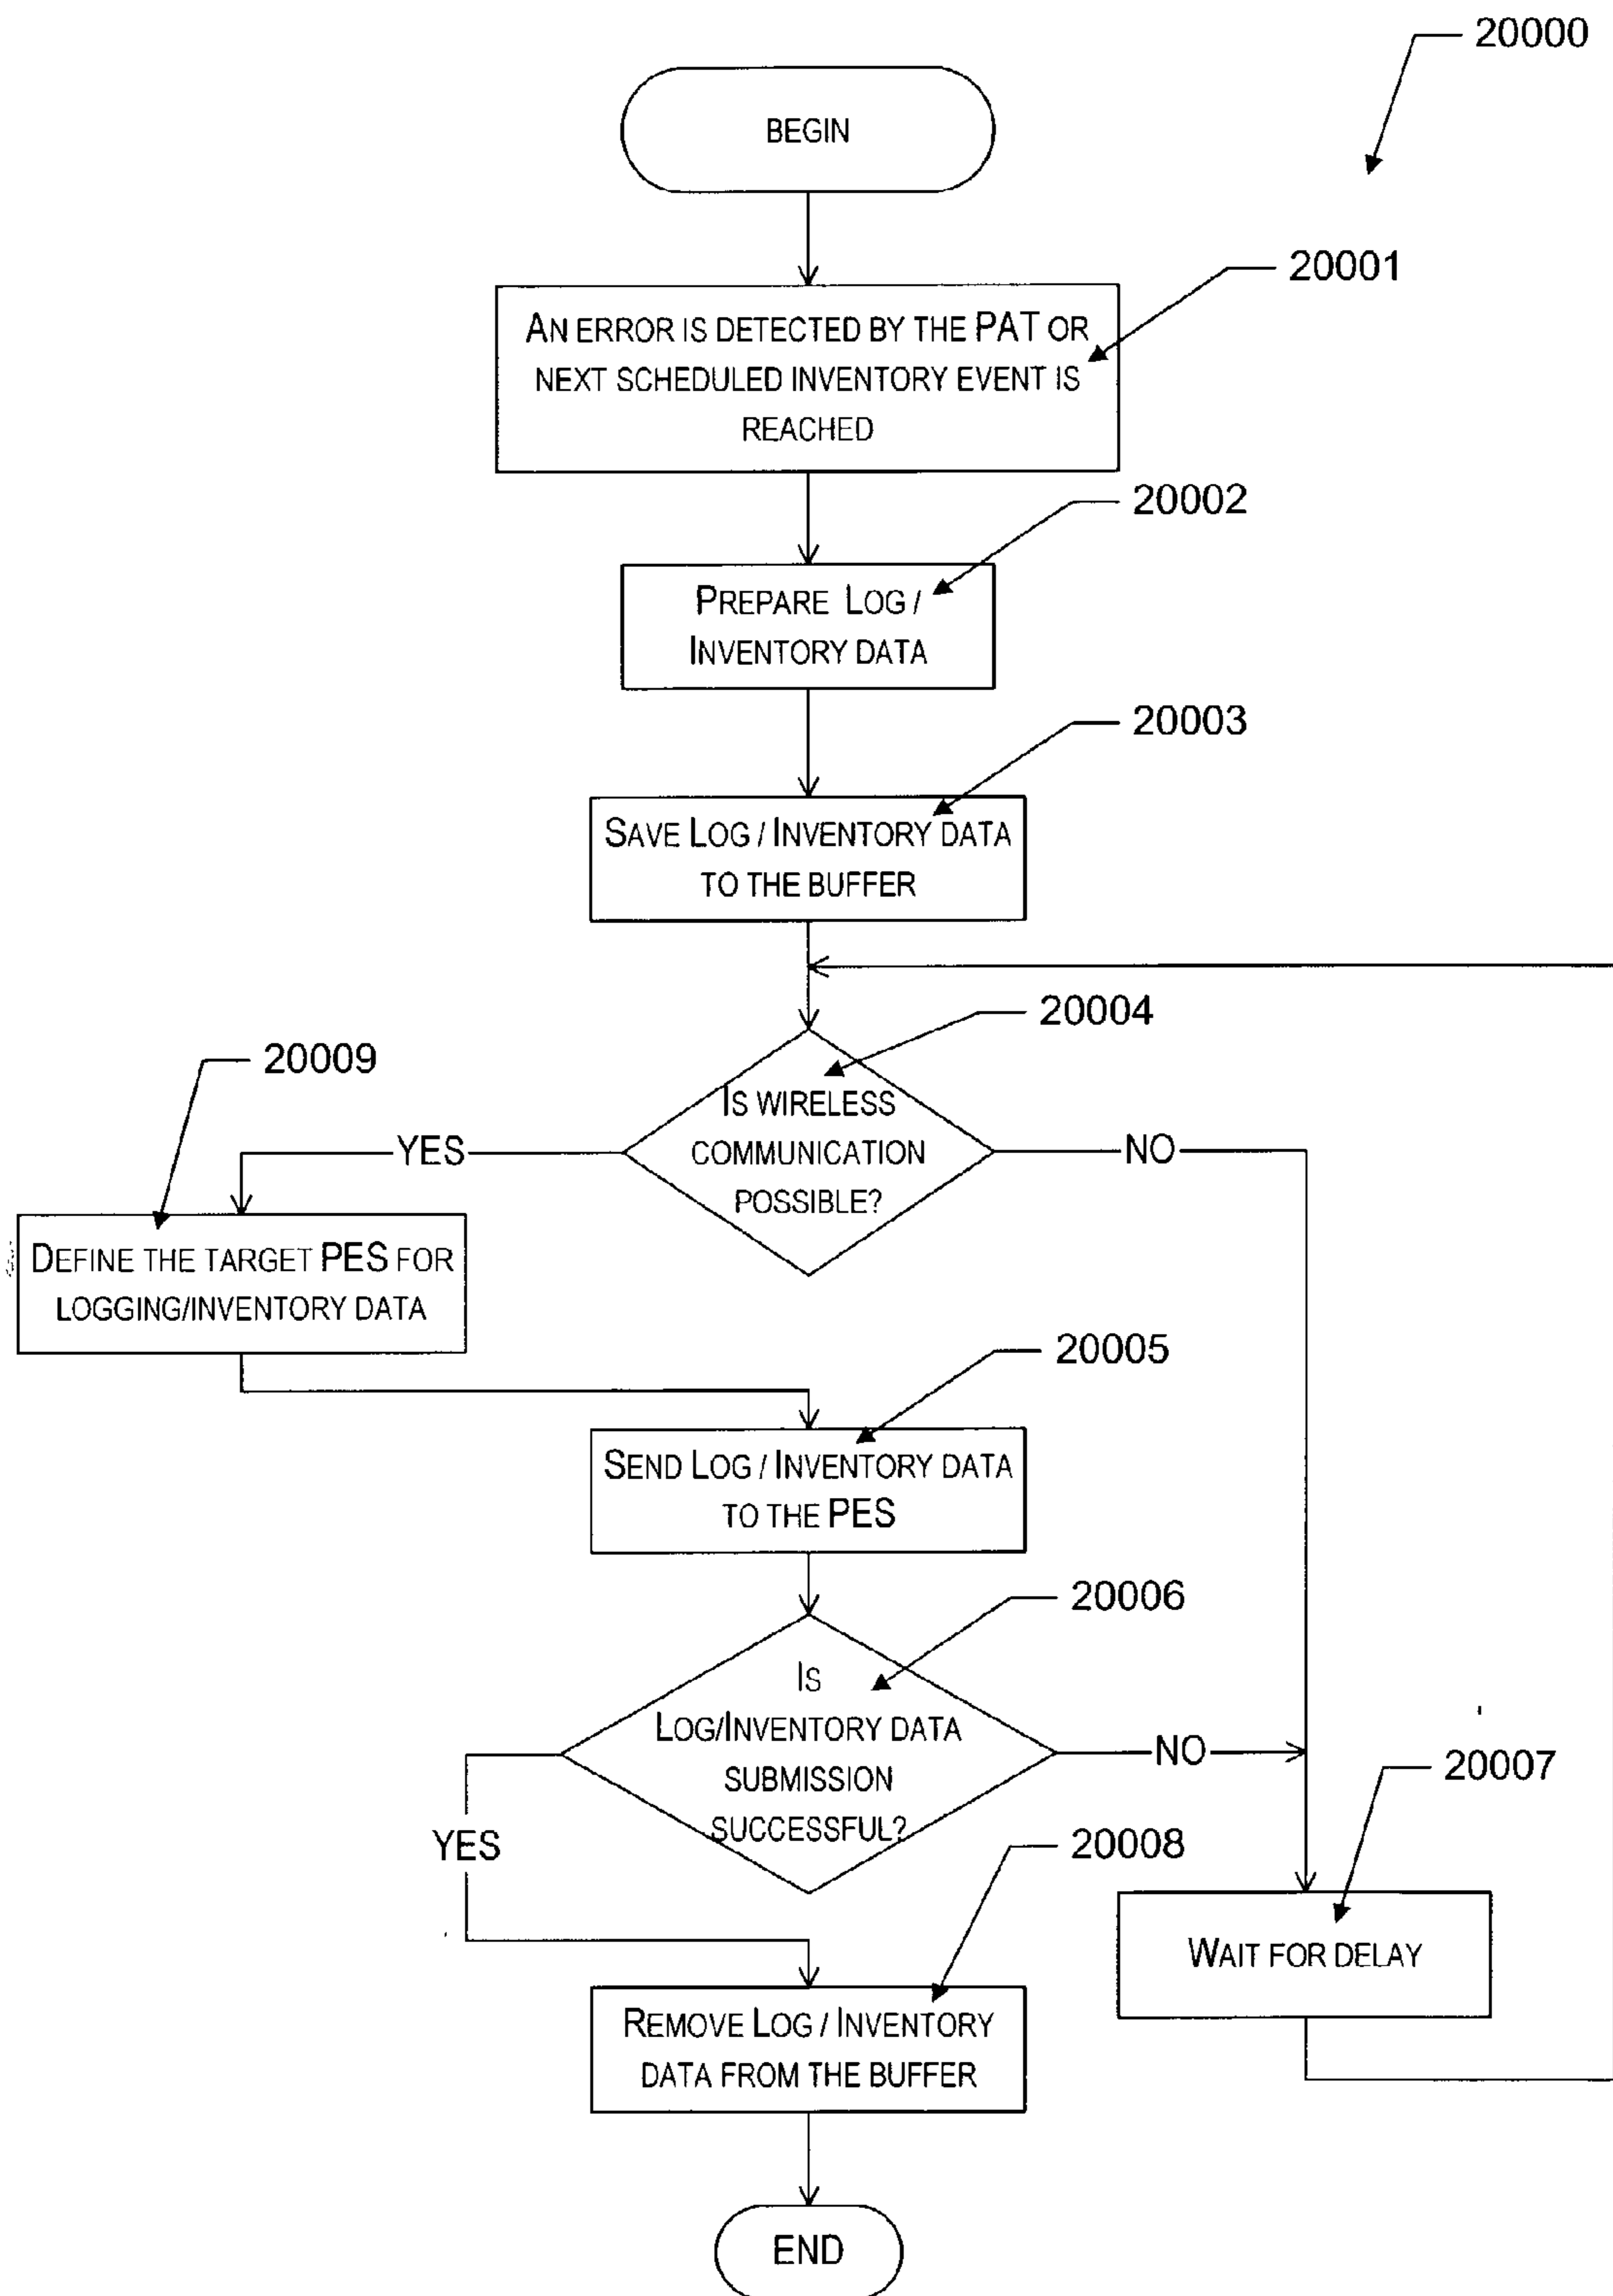 20000
BEGIN
20001
AN ERROR IS DETECTED BY THE PAT OR
NEXT SCHEDULED INVENTORY EVENT IS
REACHED
20002
PREPARE LOG /
INVENTORY DATA
20003
SAVE LOG / INVENTORY DATA
TO THE BUFFER
20004
IS WIRELESS
COMMUNICATION
POSSIBLE?
YES
NO
20009
DEFINE THE TARGET PES FOR
LOGGING/INVENTORY DATA
20005
SEND LOG / INVENTORY DATA
TO THE PES
20006
IS
LOG/INVENTORY DATA
SUBMISSION
SUCCESSFUL?
NO
YES
20007
WAIT FOR DELAY
20008
REMOVE LOG / INVENTORY
DATA FROM THE BUFFER
END